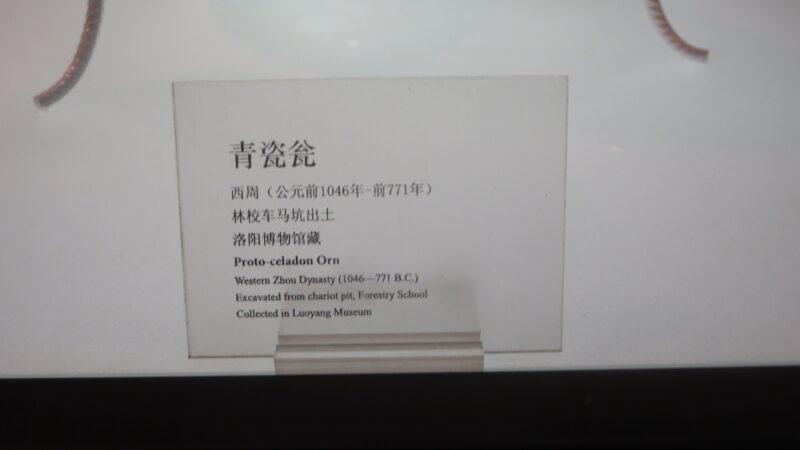 青瓷瓮
西周（公元前1046年-前771年）
林校车马坑出土
洛阳博物馆藏
Proto-celadon Orn
Western Zhou Dynasty (1046—771 B.C.)
Excavated from chariot pit, Forestry School
Collected in Luoyang Museum